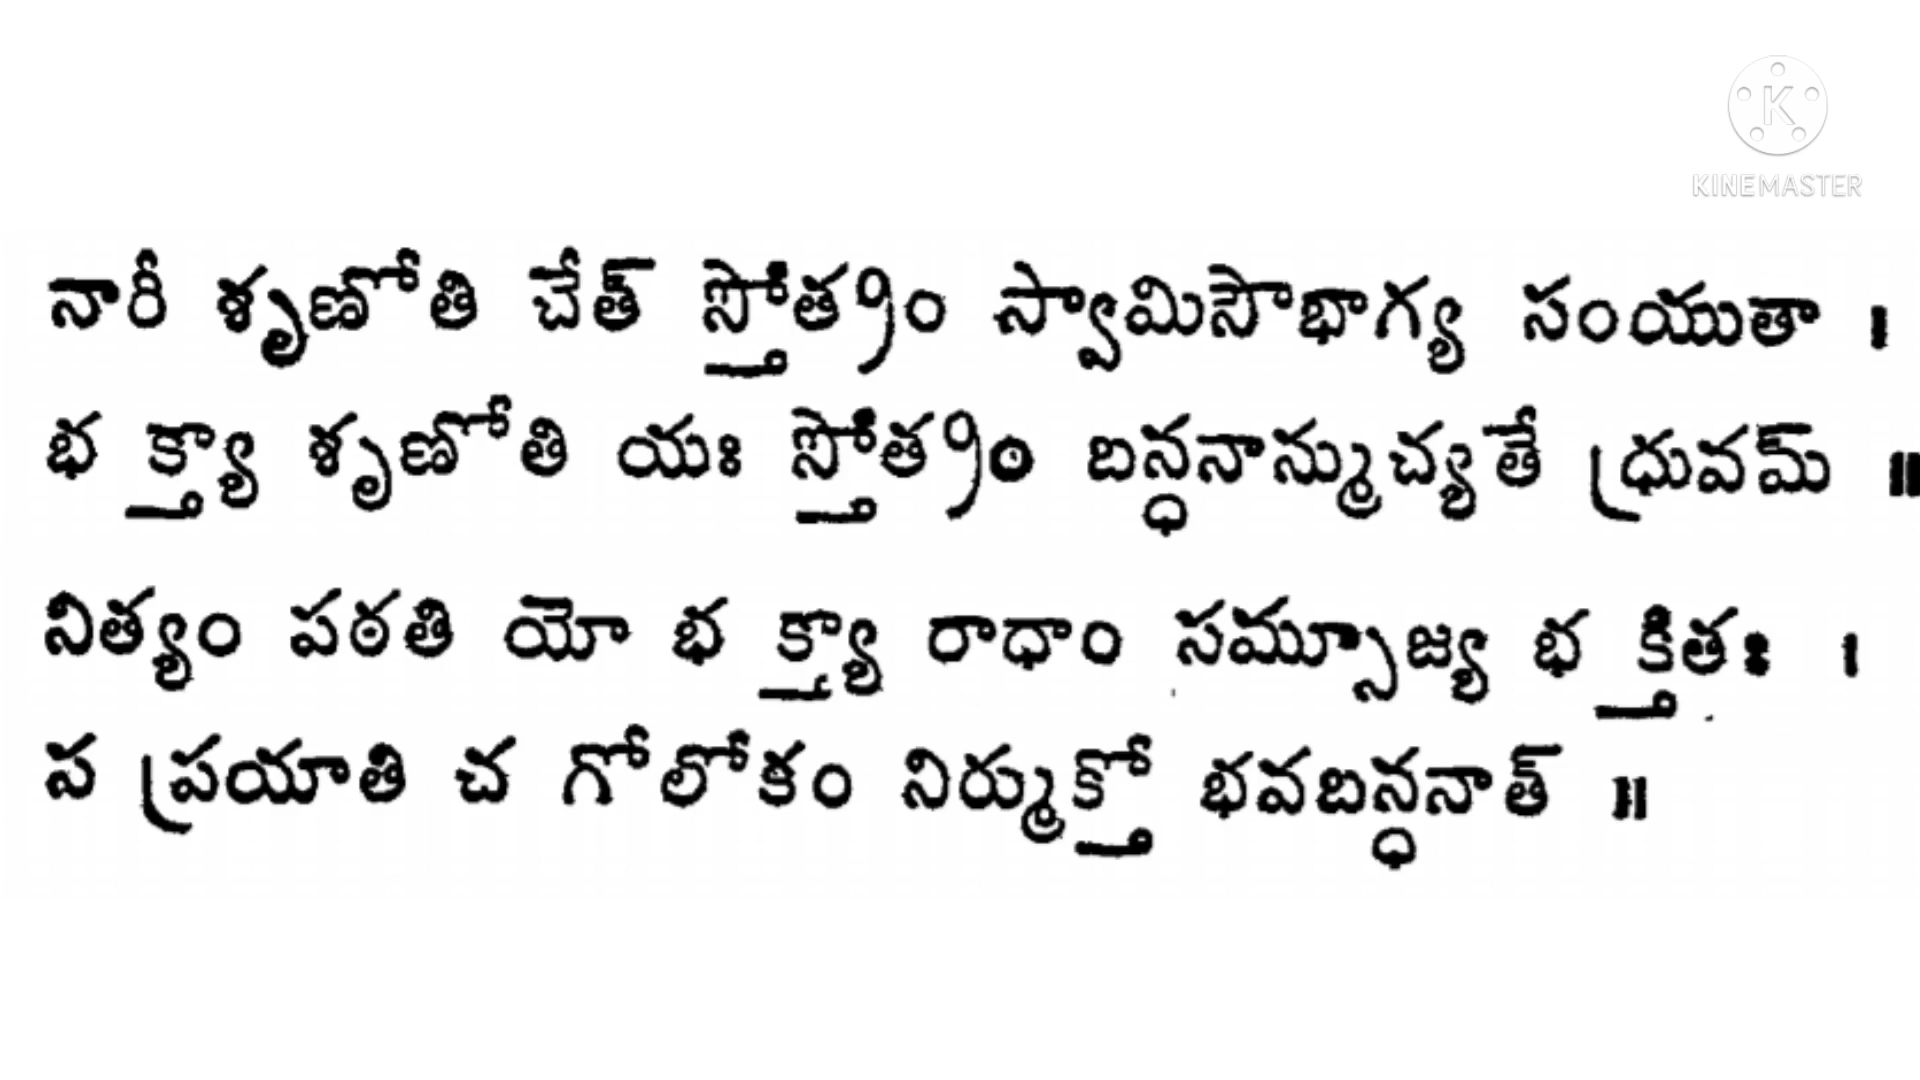 KINEMASTER
నారీ శృణోతి చేత్ స్తోత్రం స్వామిసౌభాగ్య సంయుతా ।
భక్త్యా శృణోతి యః స్తోత్రం బన్ధనాన్ముచ్యతే ధ్రువమ్ ॥
నిత్యం పఠతి యో భక్త్యా రాధాం సమ్పూజ్య భక్తితః ।
స ప్రయాతి చ గోలోకం నిర్ముక్తో భవబన్ధనాత్ ॥